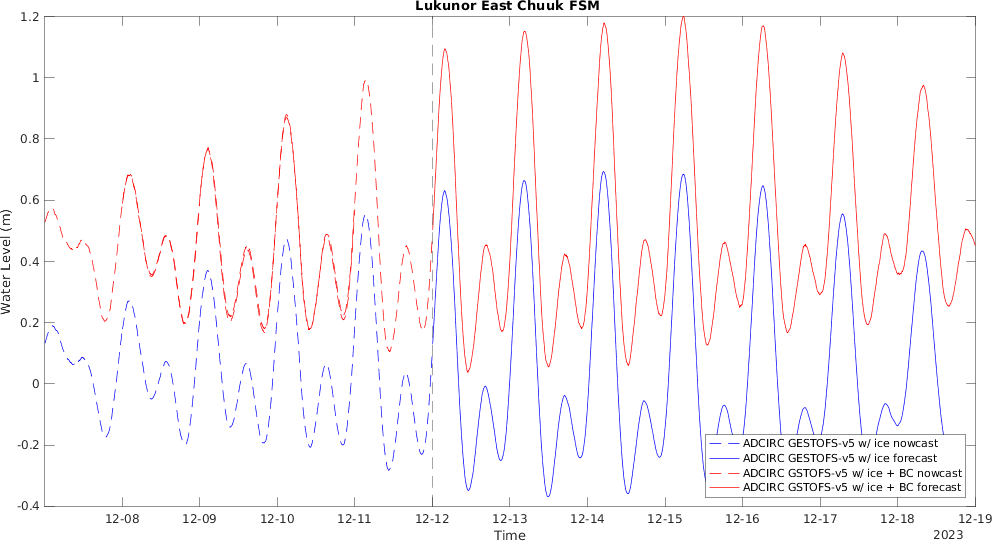 Lukunor East Chuuk FSM
1.2
1
0.8
0.6
0.4
0.2
0
-0.2
-0.4
Water Level (m)
ADCIRC GESTOFS-v5 w/ ice nowcast
ADCIRC GESTOFS-v5 w/ ice forecast
ADCIRC GSTOFS-v5 w/ ice + BC nowcast
ADCIRC GSTOFS-v5 w/ ice + BC forecast
12-08 12-09 12-10 12-11 12-12 12-13 12-14 12-15 12-16 12-17 12-18 12-19
Time
2023